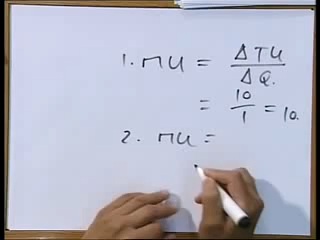 1. MU = ΔTU / ΔQ.
= 10/1 = 10.
2. MU =